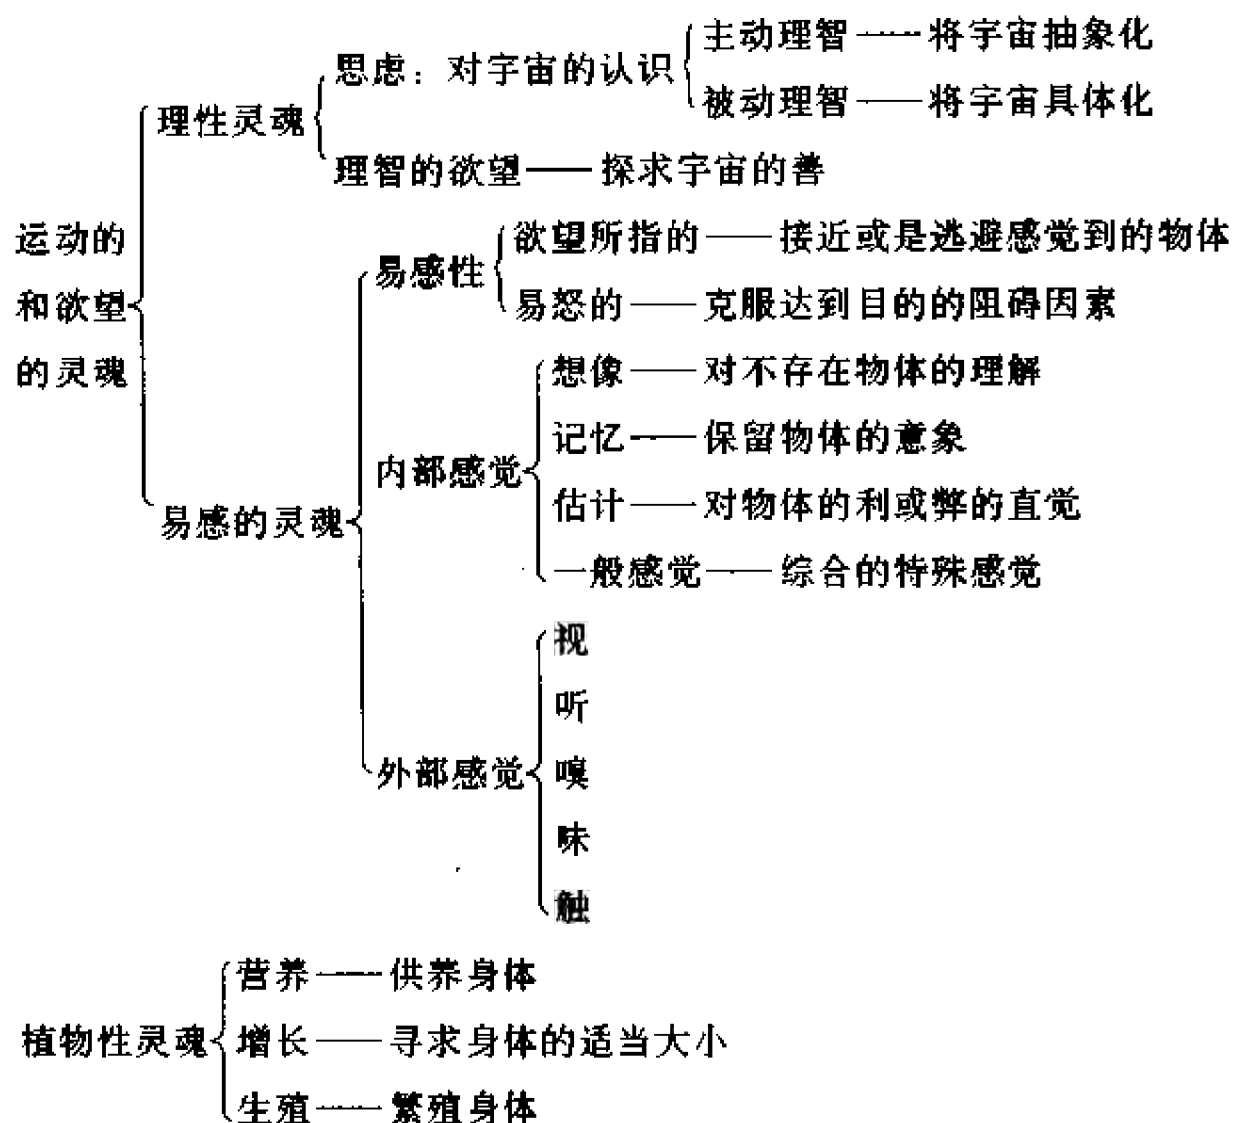 主动理智——将宇宙抽象化
思虑：对宇宙的认识
被动理智——将宇宙具体化
理性灵魂
理智的欲望——探求宇宙的善
运动的
和欲望
的灵魂
欲望所指的——接近或是逃避感觉到的物体
易感性
易怒的——克服达到目的的阻碍因素
想像——对不存在物体的理解
记忆——保留物体的意象
内部感觉
估计——对物体的利或弊的直觉
易感的灵魂
一般感觉——综合的特殊感觉
视
听
外部感觉
嗅
味
触
营养——供养身体
植物性灵魂
增长——寻求身体的适当大小
生殖——繁殖身体